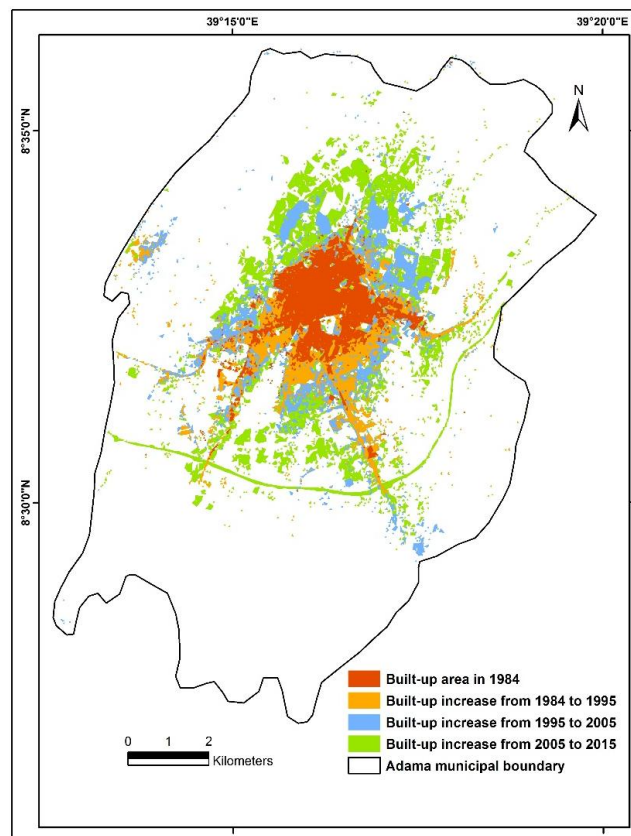 39°15'0"E
39°20'0"E
N
8°35'0"N
8°30'0"N
Built-up area in 1984
Built-up increase from 1984 to 1995
Built-up increase from 1995 to 2005
Built-up increase from 2005 to 2015
Adama municipal boundary
0 1 2
Kilometers